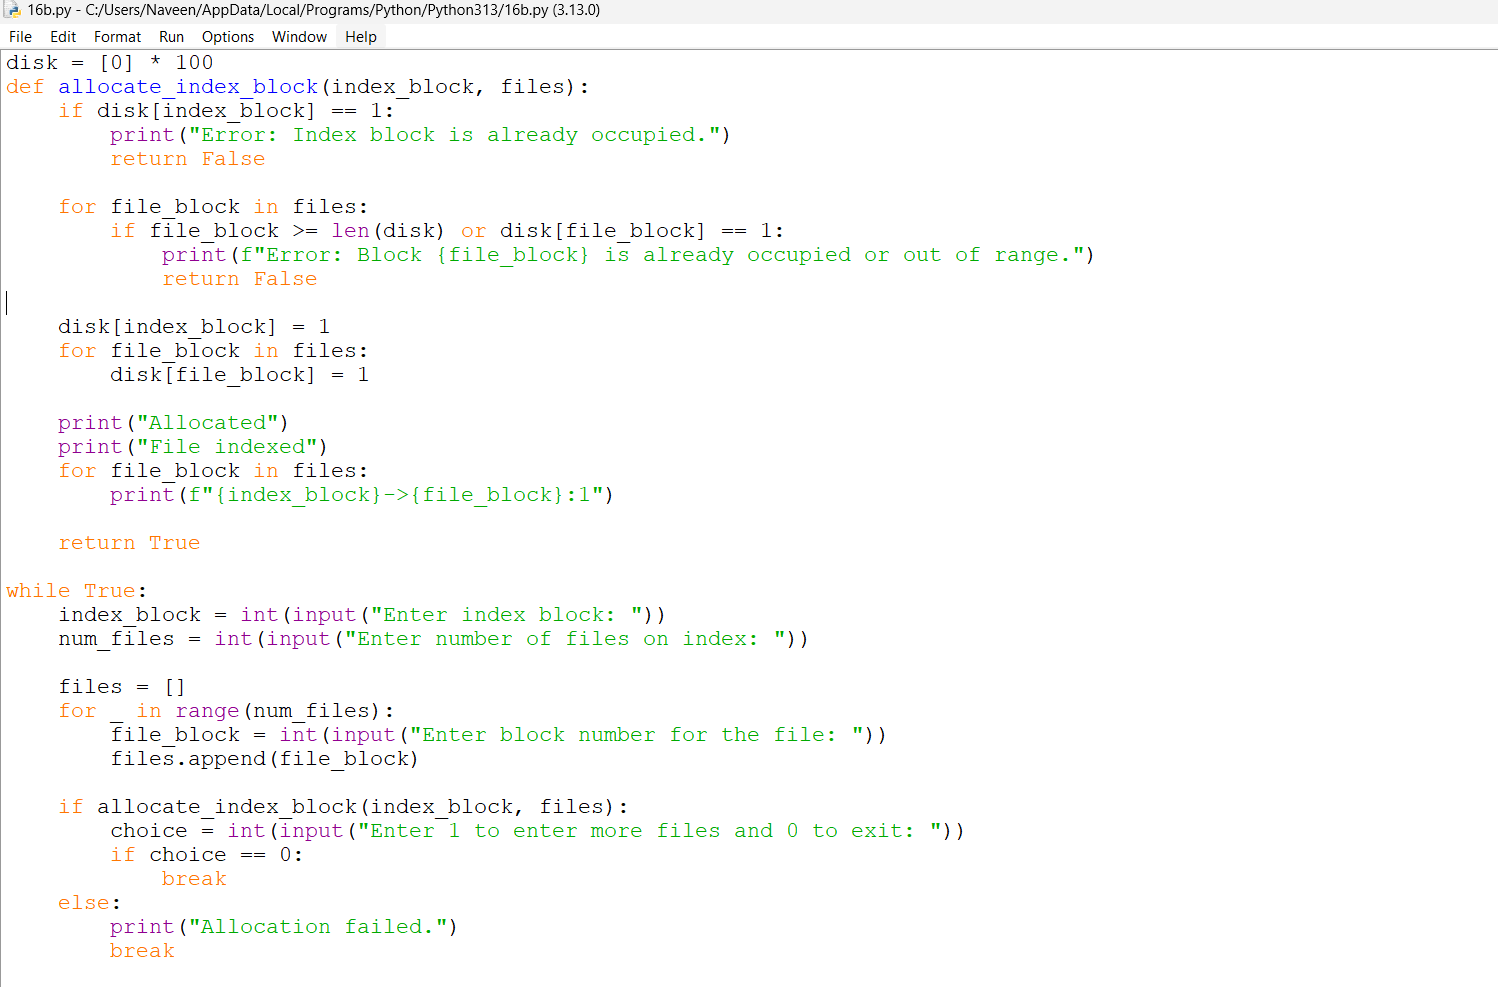 16b.py - C:/Users/Naveen/AppData/Local/Programs/Python/Python313/16b.py (3.13.0)
File Edit Format Run Options Window Help
disk = [0] * 100
def allocate_index_block(index_block, files):
    if disk[index_block] == 1:
        print("Error: Index block is already occupied.")
        return False

    for file_block in files:
        if file_block >= len(disk) or disk[file_block] == 1:
            print(f"Error: Block {file_block} is already occupied or out of range.")
            return False

    disk[index_block] = 1
    for file_block in files:
        disk[file_block] = 1

    print("Allocated")
    print("File indexed")
    for file_block in files:
        print(f"{index_block}->{file_block}:1")

    return True

while True:
    index_block = int(input("Enter index block: "))
    num_files = int(input("Enter number of files on index: "))

    files = []
    for _ in range(num_files):
        file_block = int(input("Enter block number for the file: "))
        files.append(file_block)

    if allocate_index_block(index_block, files):
        choice = int(input("Enter 1 to enter more files and 0 to exit: "))
        if choice == 0:
            break
    else:
        print("Allocation failed.")
        break